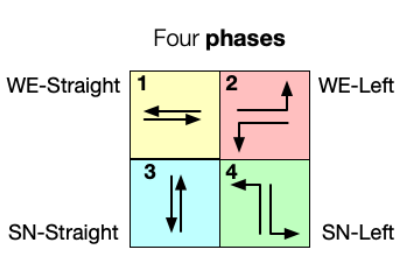 Four phases
WE-Straight 1 2 WE-Left
3 4
SN-Straight SN-Left